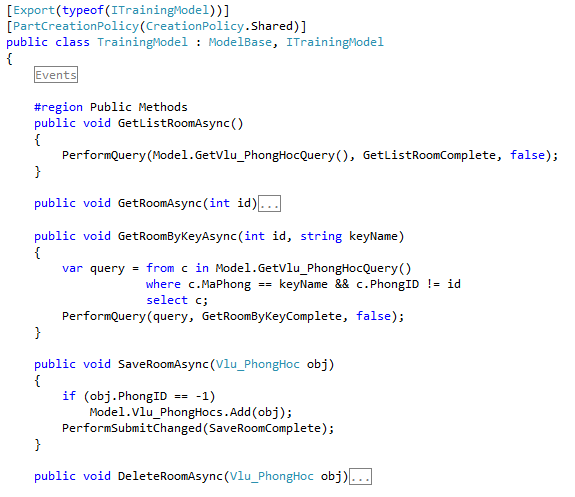 [Export(typeof(ITrainingModel))]
[PartCreationPolicy(CreationPolicy.Shared)]
public class TrainingModel : ModelBase, ITrainingModel
{
    Events
    #region Public Methods
    public void GetListRoomAsync()
    {
        PerformQuery(Model.GetVlu_PhongHocQuery(), GetListRoomComplete, false);
    }
    public void GetRoomAsync(int id)...
    public void GetRoomByKeyAsync(int id, string keyName)
    {
        var query = from c in Model.GetVlu_PhongHocQuery()
                    where c.MaPhong == keyName && c.PhongID != id
                    select c;
        PerformQuery(query, GetRoomByKeyComplete, false);
    }
    public void SaveRoomAsync(Vlu_PhongHoc obj)
    {
        if (obj.PhongID == -1)
            Model.Vlu_PhongHocs.Add(obj);
        PerformSubmitChanged(SaveRoomComplete);
    }
    public void DeleteRoomAsync(Vlu_PhongHoc obj)...